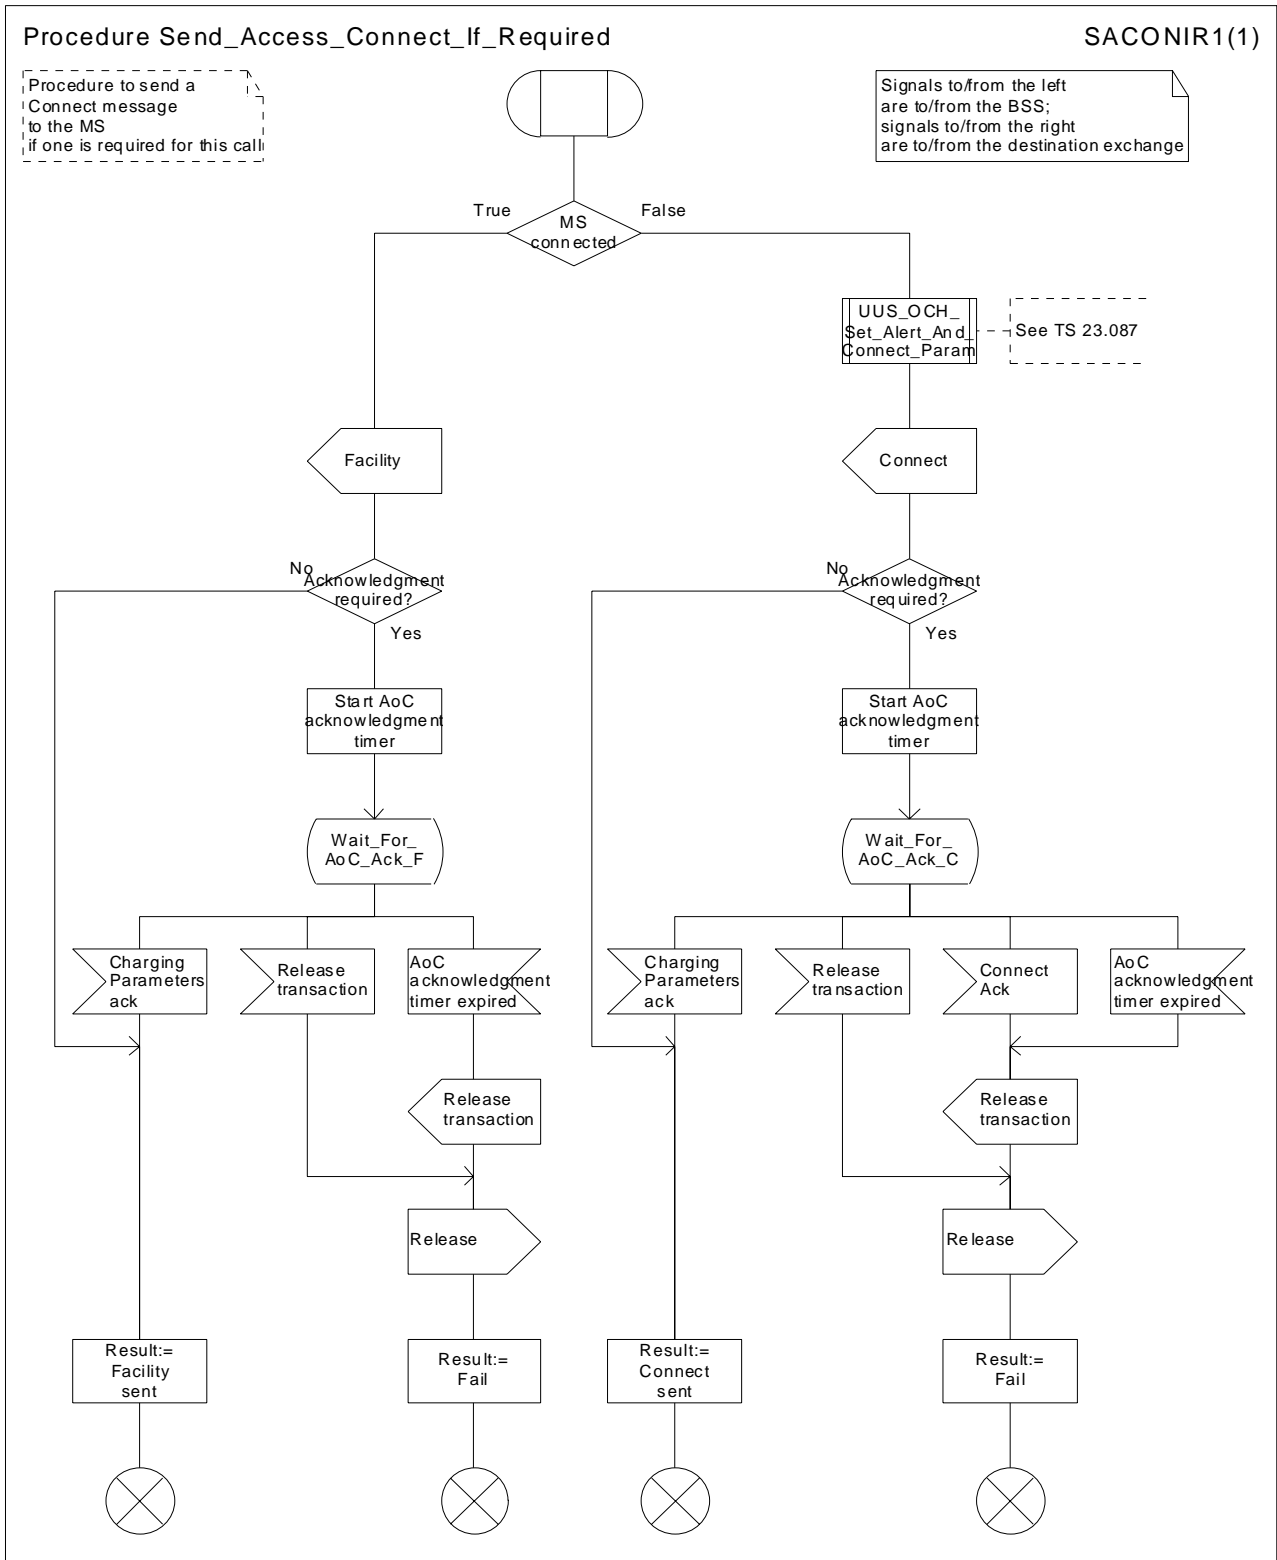 Procedure Send_Access_Connect_If_Required
SACONIR1(1)
Procedure to send a
Connect message
to the MS
if one is required for this call
Signals to/from the left
are to/from the BSS;
signals to/from the right
are to/from the destination exchange
True
MS
connected
False
UUS_OCH_
Set_Alert_And_
Connect_Param
See TS 23.087
Facility
Connect
No
Acknowledgment
required?
Yes
No
Acknowledgment
required?
Yes
Start AoC
acknowledgment
timer
Start AoC
acknowledgment
timer
Wait_For_
AoC_Ack_F
Wait_For_
AoC_Ack_C
Charging
Parameters
ack
Release
transaction
AoC
acknowledgment
timer expired
Charging
Parameters
ack
Release
transaction
Connect
Ack
AoC
acknowledgment
timer expired
Release
transaction
Release
transaction
Release
Release
Result:=
Facility
sent
Result:=
Fail
Result:=
Connect
sent
Result:=
Fail